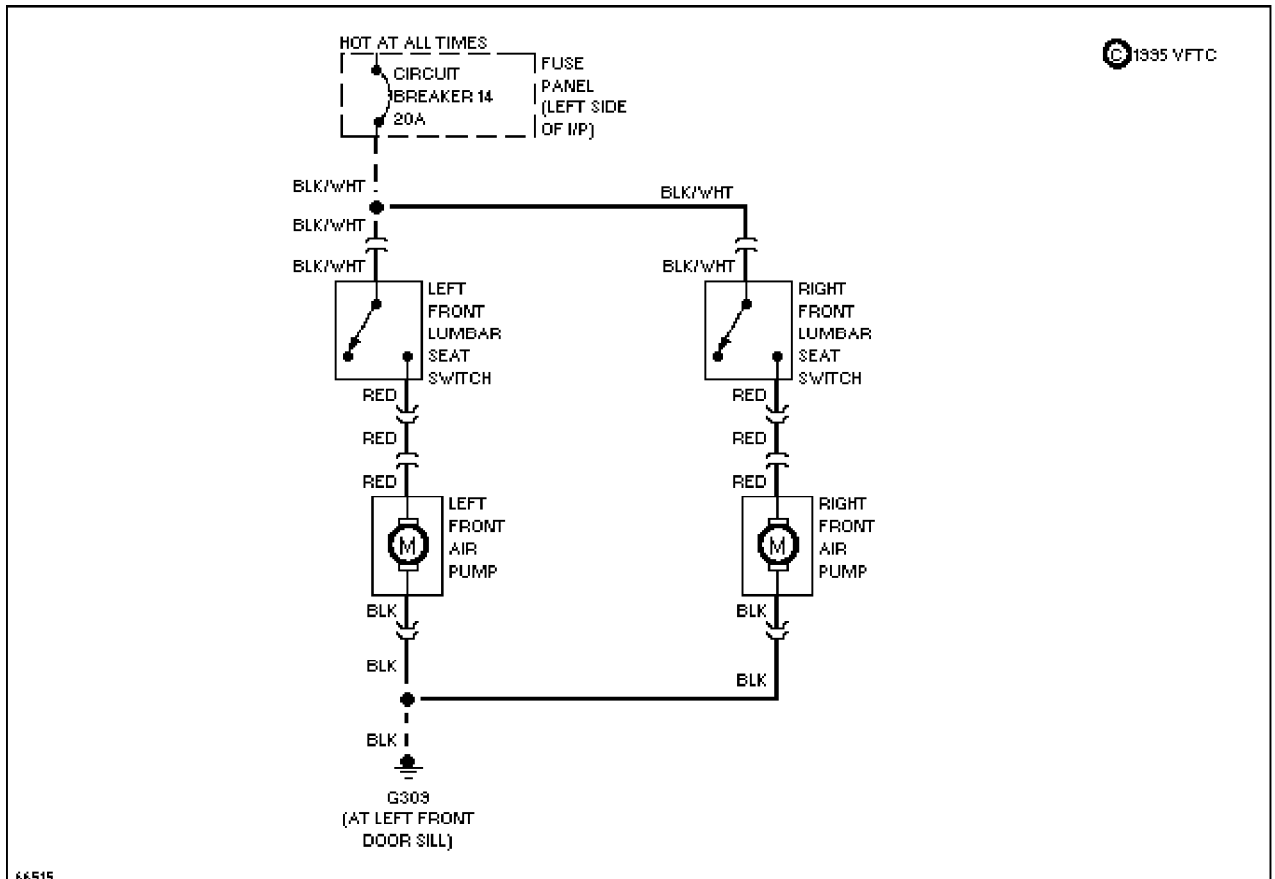 HOT AT ALL TIMES
CIRCUIT
BREAKER 14
20A
FUSE
PANEL
(LEFT SIDE
OF I/P)
© 1995 VFTC
BLK/WHT
BLK/WHT
BLK/WHT
BLK/WHT
BLK/WHT
LEFT
FRONT
LUMBAR
SEAT
SWITCH
RIGHT
FRONT
LUMBAR
SEAT
SWITCH
RED
RED
RED
RED
RED
RED
LEFT
FRONT
AIR
PUMP
M
RIGHT
FRONT
AIR
PUMP
M
BLK
BLK
BLK
BLK
BLK
G309
(AT LEFT FRONT
DOOR SILL)
66515